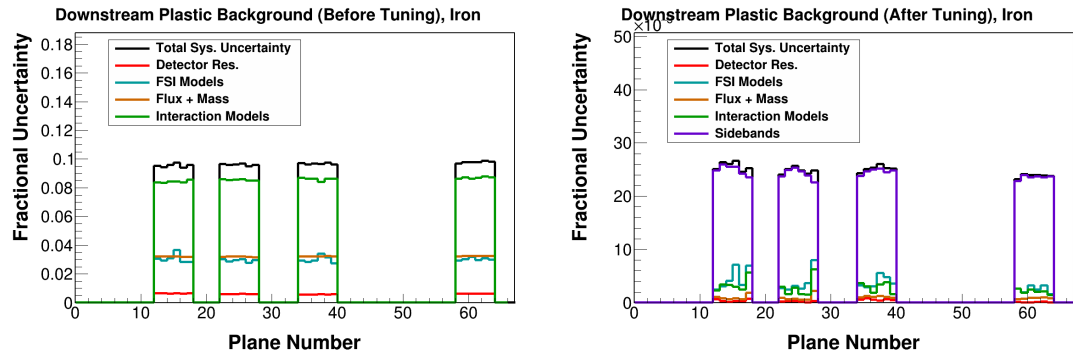 Downstream Plastic Background (Before Tuning), Iron
Fractional Uncertainty
0.18
0.16
0.14
0.12
0.1
0.08
0.06
0.04
0.02
0
Total Sys. Uncertainty
Detector Res.
FSI Models
Flux + Mass
Interaction Models
0 10 20 30 40 50 60
Plane Number
Downstream Plastic Background (After Tuning), Iron
Fractional Uncertainty
50
40
30
20
10
0
Total Sys. Uncertainty
Detector Res.
FSI Models
Flux + Mass
Interaction Models
Sidebands
0 10 20 30 40 50 60
Plane Number